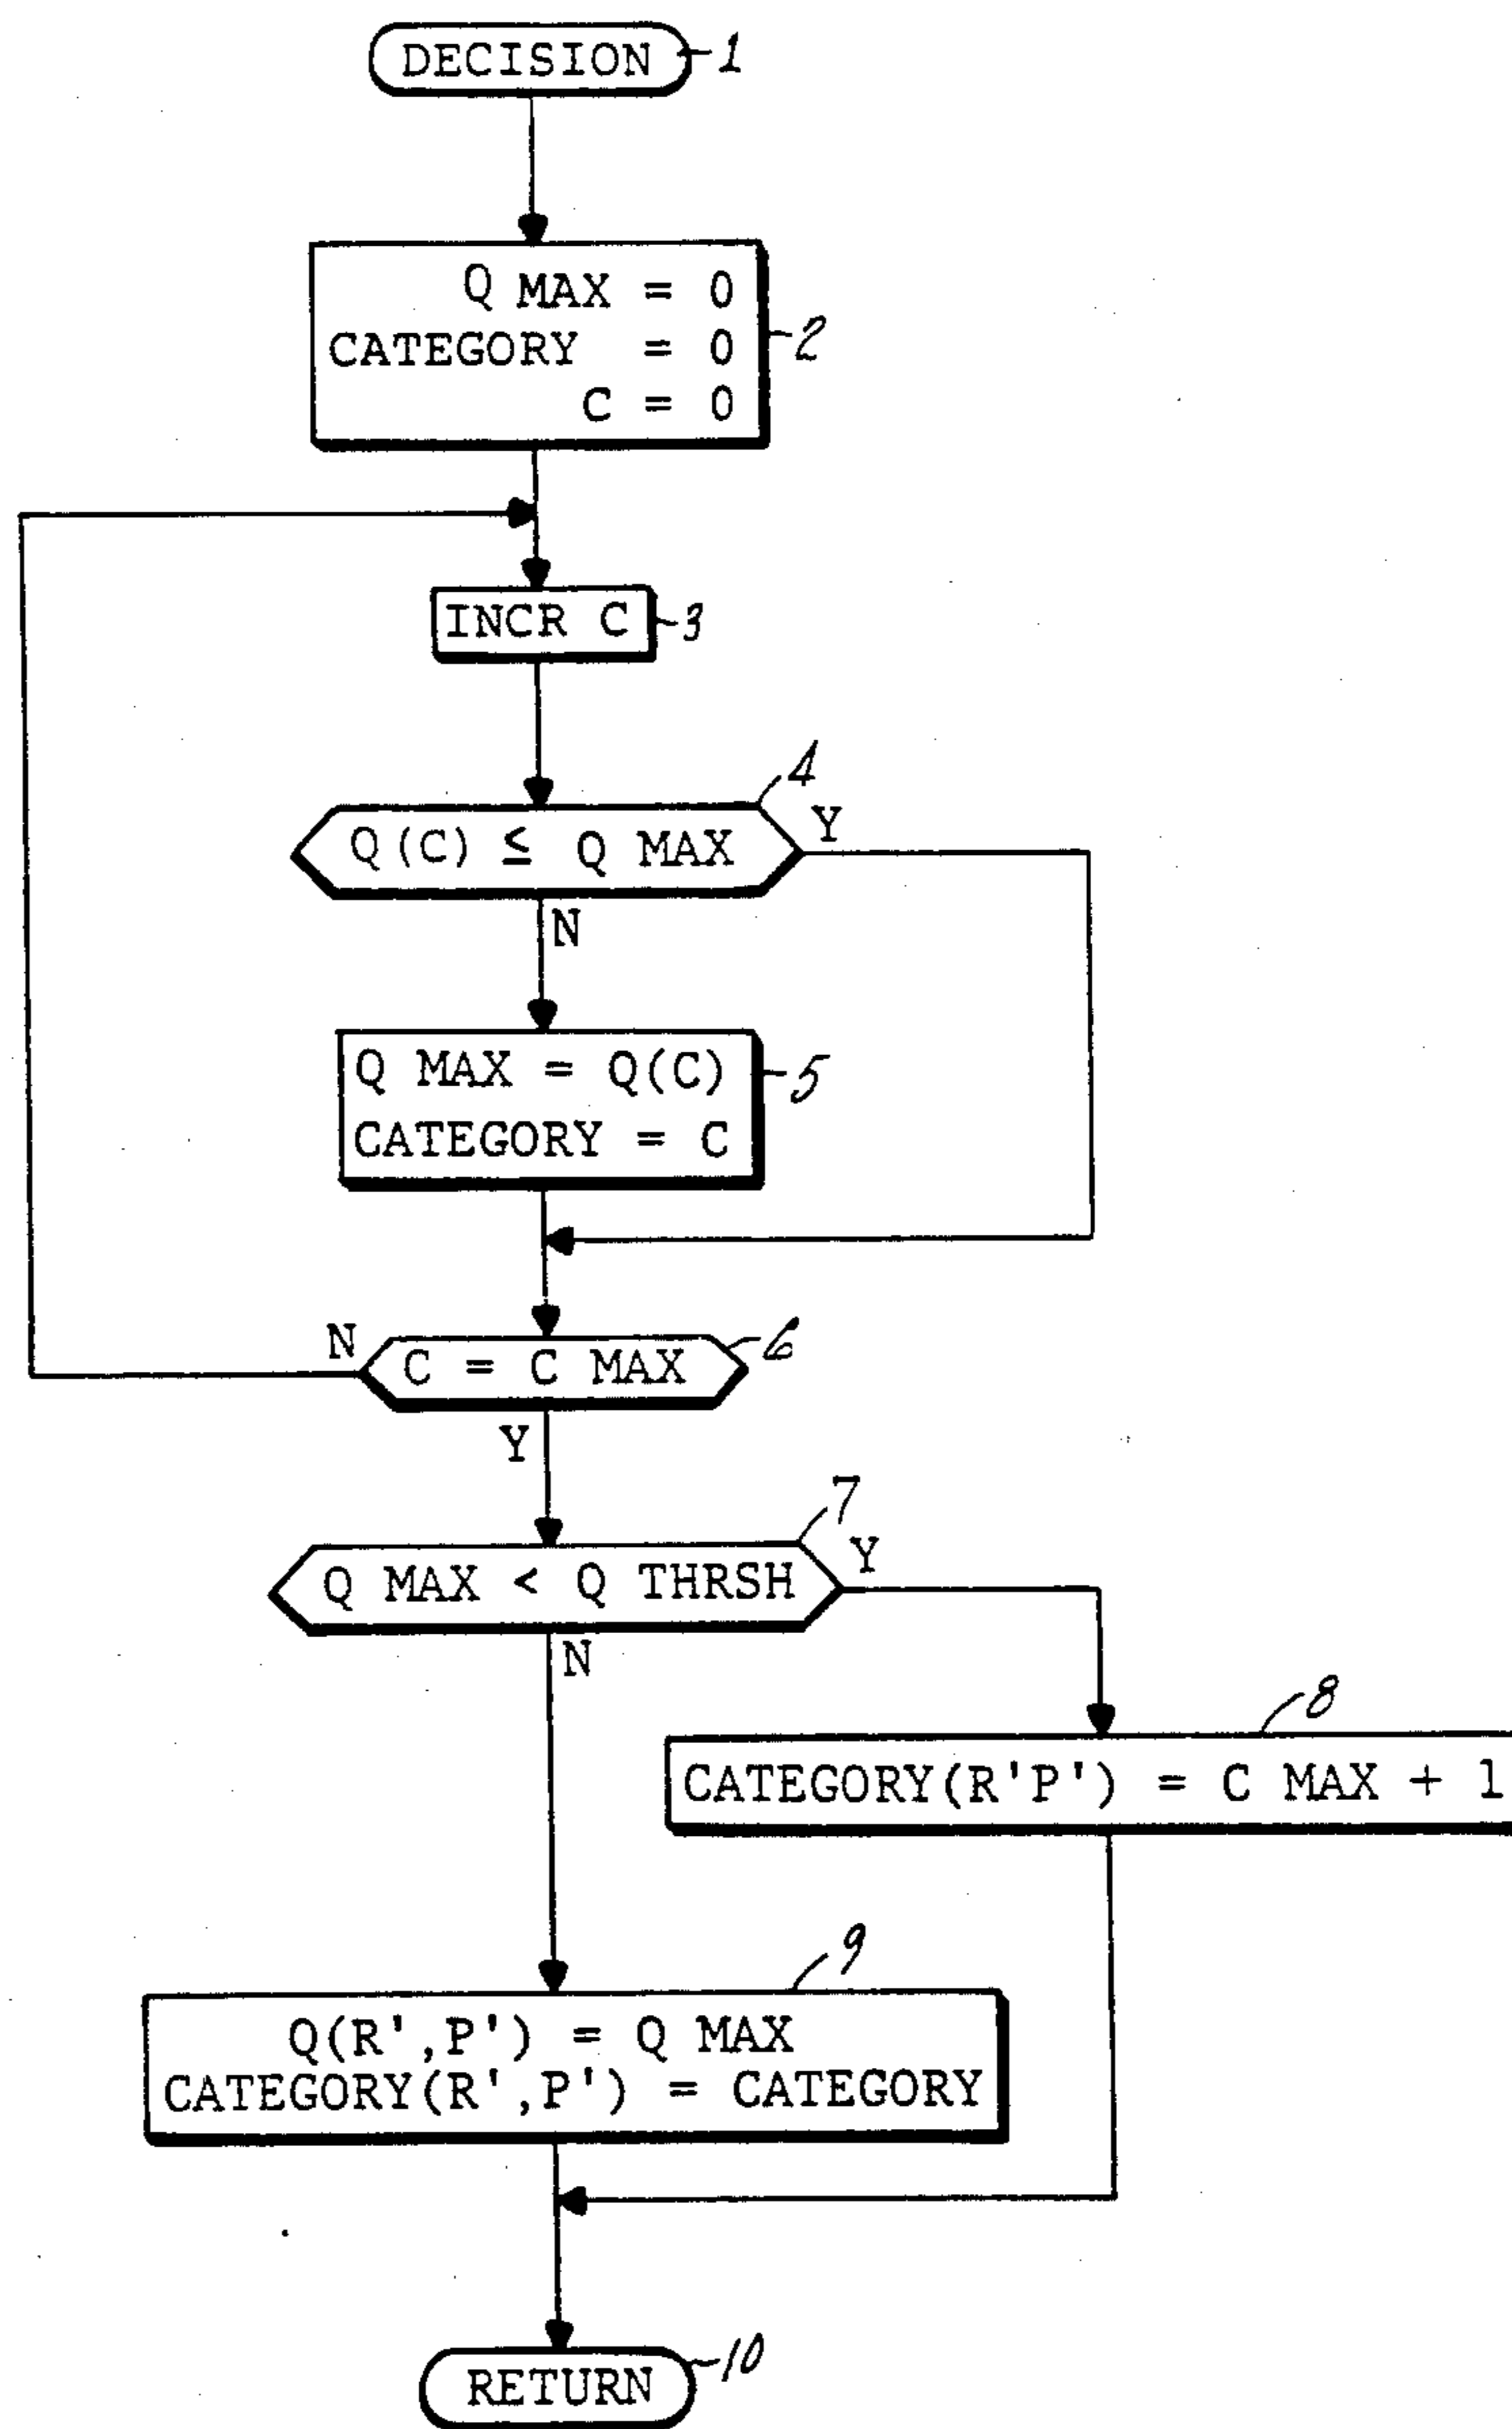 DECISION 1
Q MAX = 0
CATEGORY = 0 2
C = 0
INCR C 3
4
Q(C) ≤ Q MAX Y
N
Q MAX = Q(C) 5
CATEGORY = C
N C = C MAX 6
Y
7
Q MAX < Q THRSH Y
N
8
CATEGORY(R'P') = C MAX + 1
9
Q(R',P') = Q MAX
CATEGORY(R',P') = CATEGORY
RETURN 10